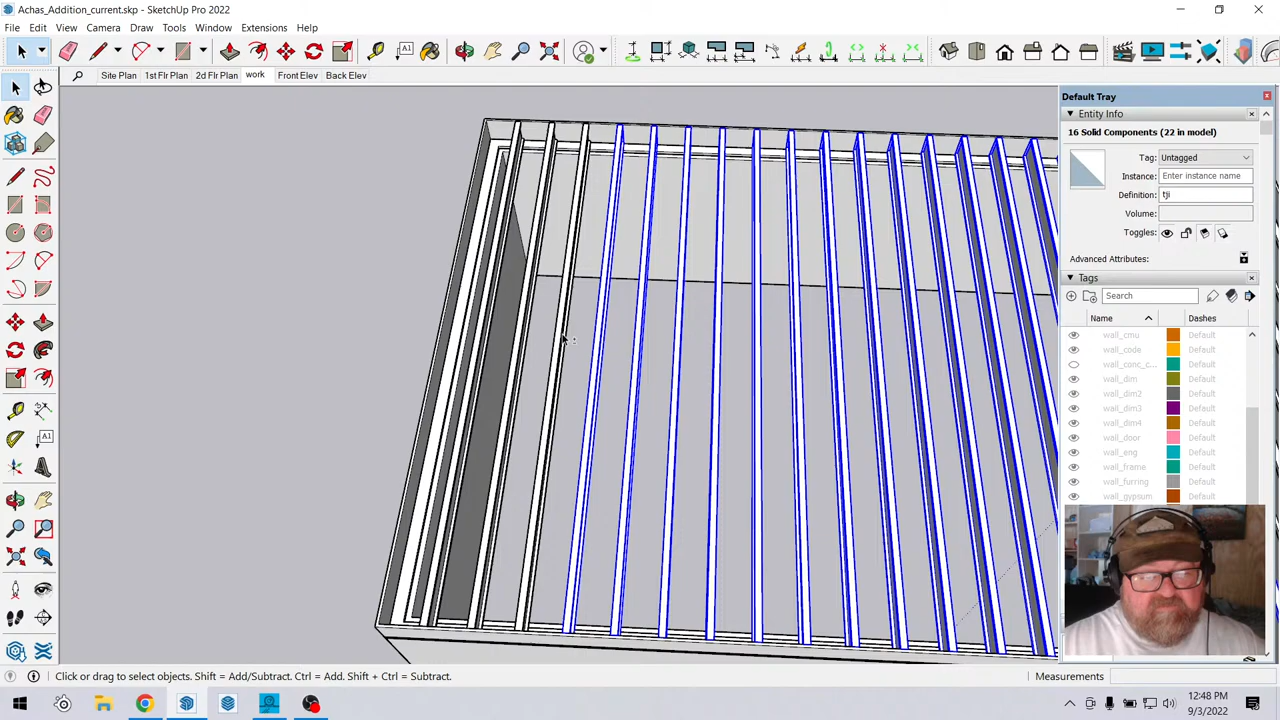 Achas_Addition_current.skp - SketchUp Pro 2022
File Edit View Camera Draw Tools Window Extensions Help
Site Plan 1st Flr Plan 2d Flr Plan work Front Elev Back Elev
Default Tray
Entity Info
16 Solid Components (22 in model)
Tag: Untagged
Instance: Enter instance name
Definition: tji
Volume:
Toggles:
Advanced Attributes:
Tags
Search
Name Dashes
wall_cmu Default
wall_code Default
wall_conc_c... Default
wall_dim Default
wall_dim2 Default
wall_dim3 Default
wall_dim4 Default
wall_door Default
wall_eng Default
wall_frame Default
wall_furring Default
wall_gypsum Default
Click or drag to select objects. Shift = Add/Subtract. Ctrl = Add. Shift + Ctrl = Subtract.
Measurements
12:48 PM
9/3/2022